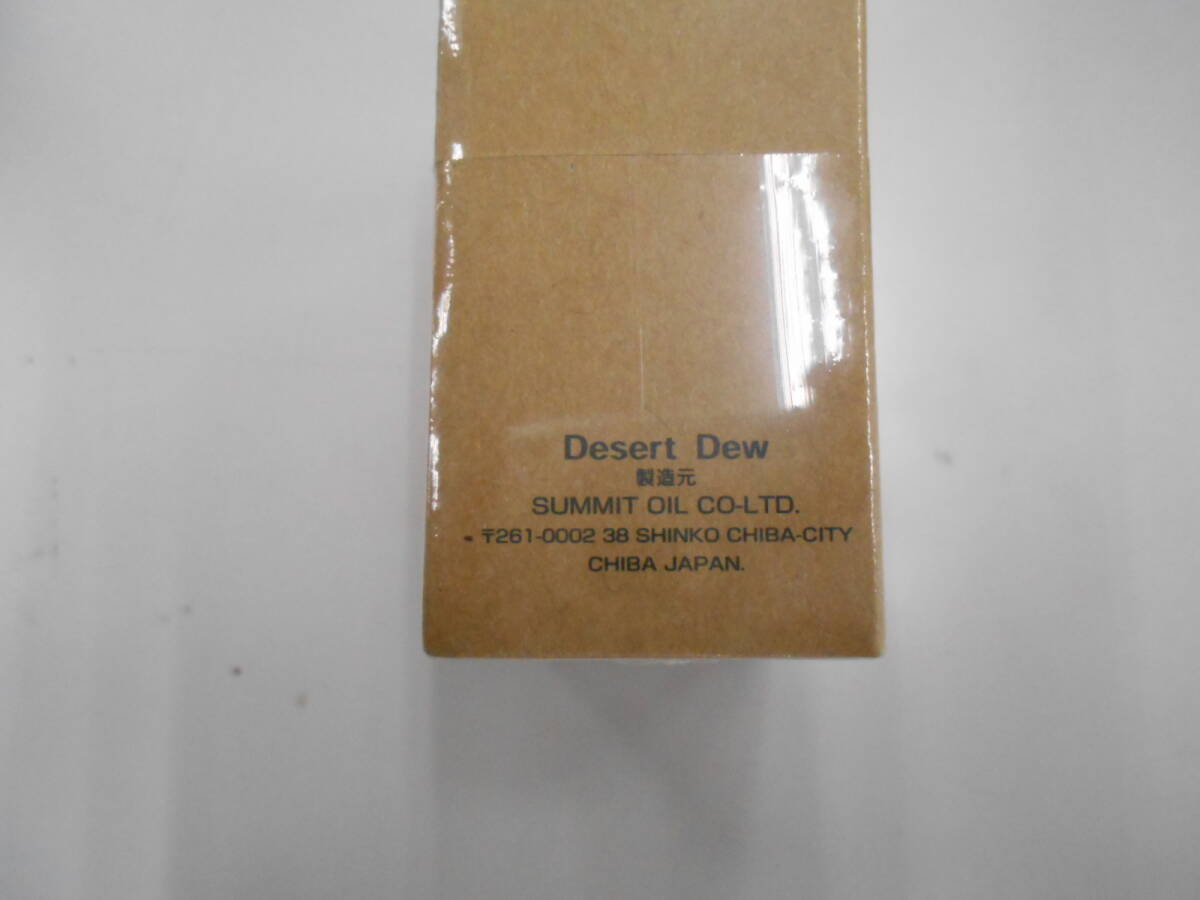 Desert Dew
製造元
SUMMIT OIL CO-LTD.
〒261-0002 38 SHINKO CHIBA-CITY
CHIBA JAPAN.